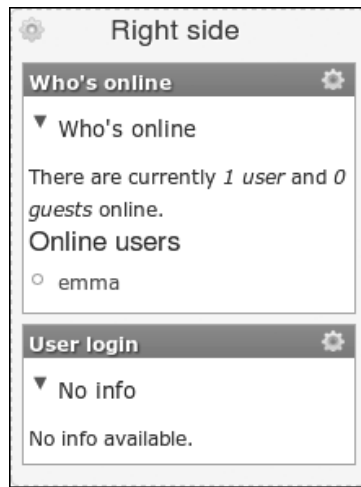 Right side
Who's online
Who's online
There are currently 1 user and 0
guests online.
Online users
emma
User login
No info
No info available.